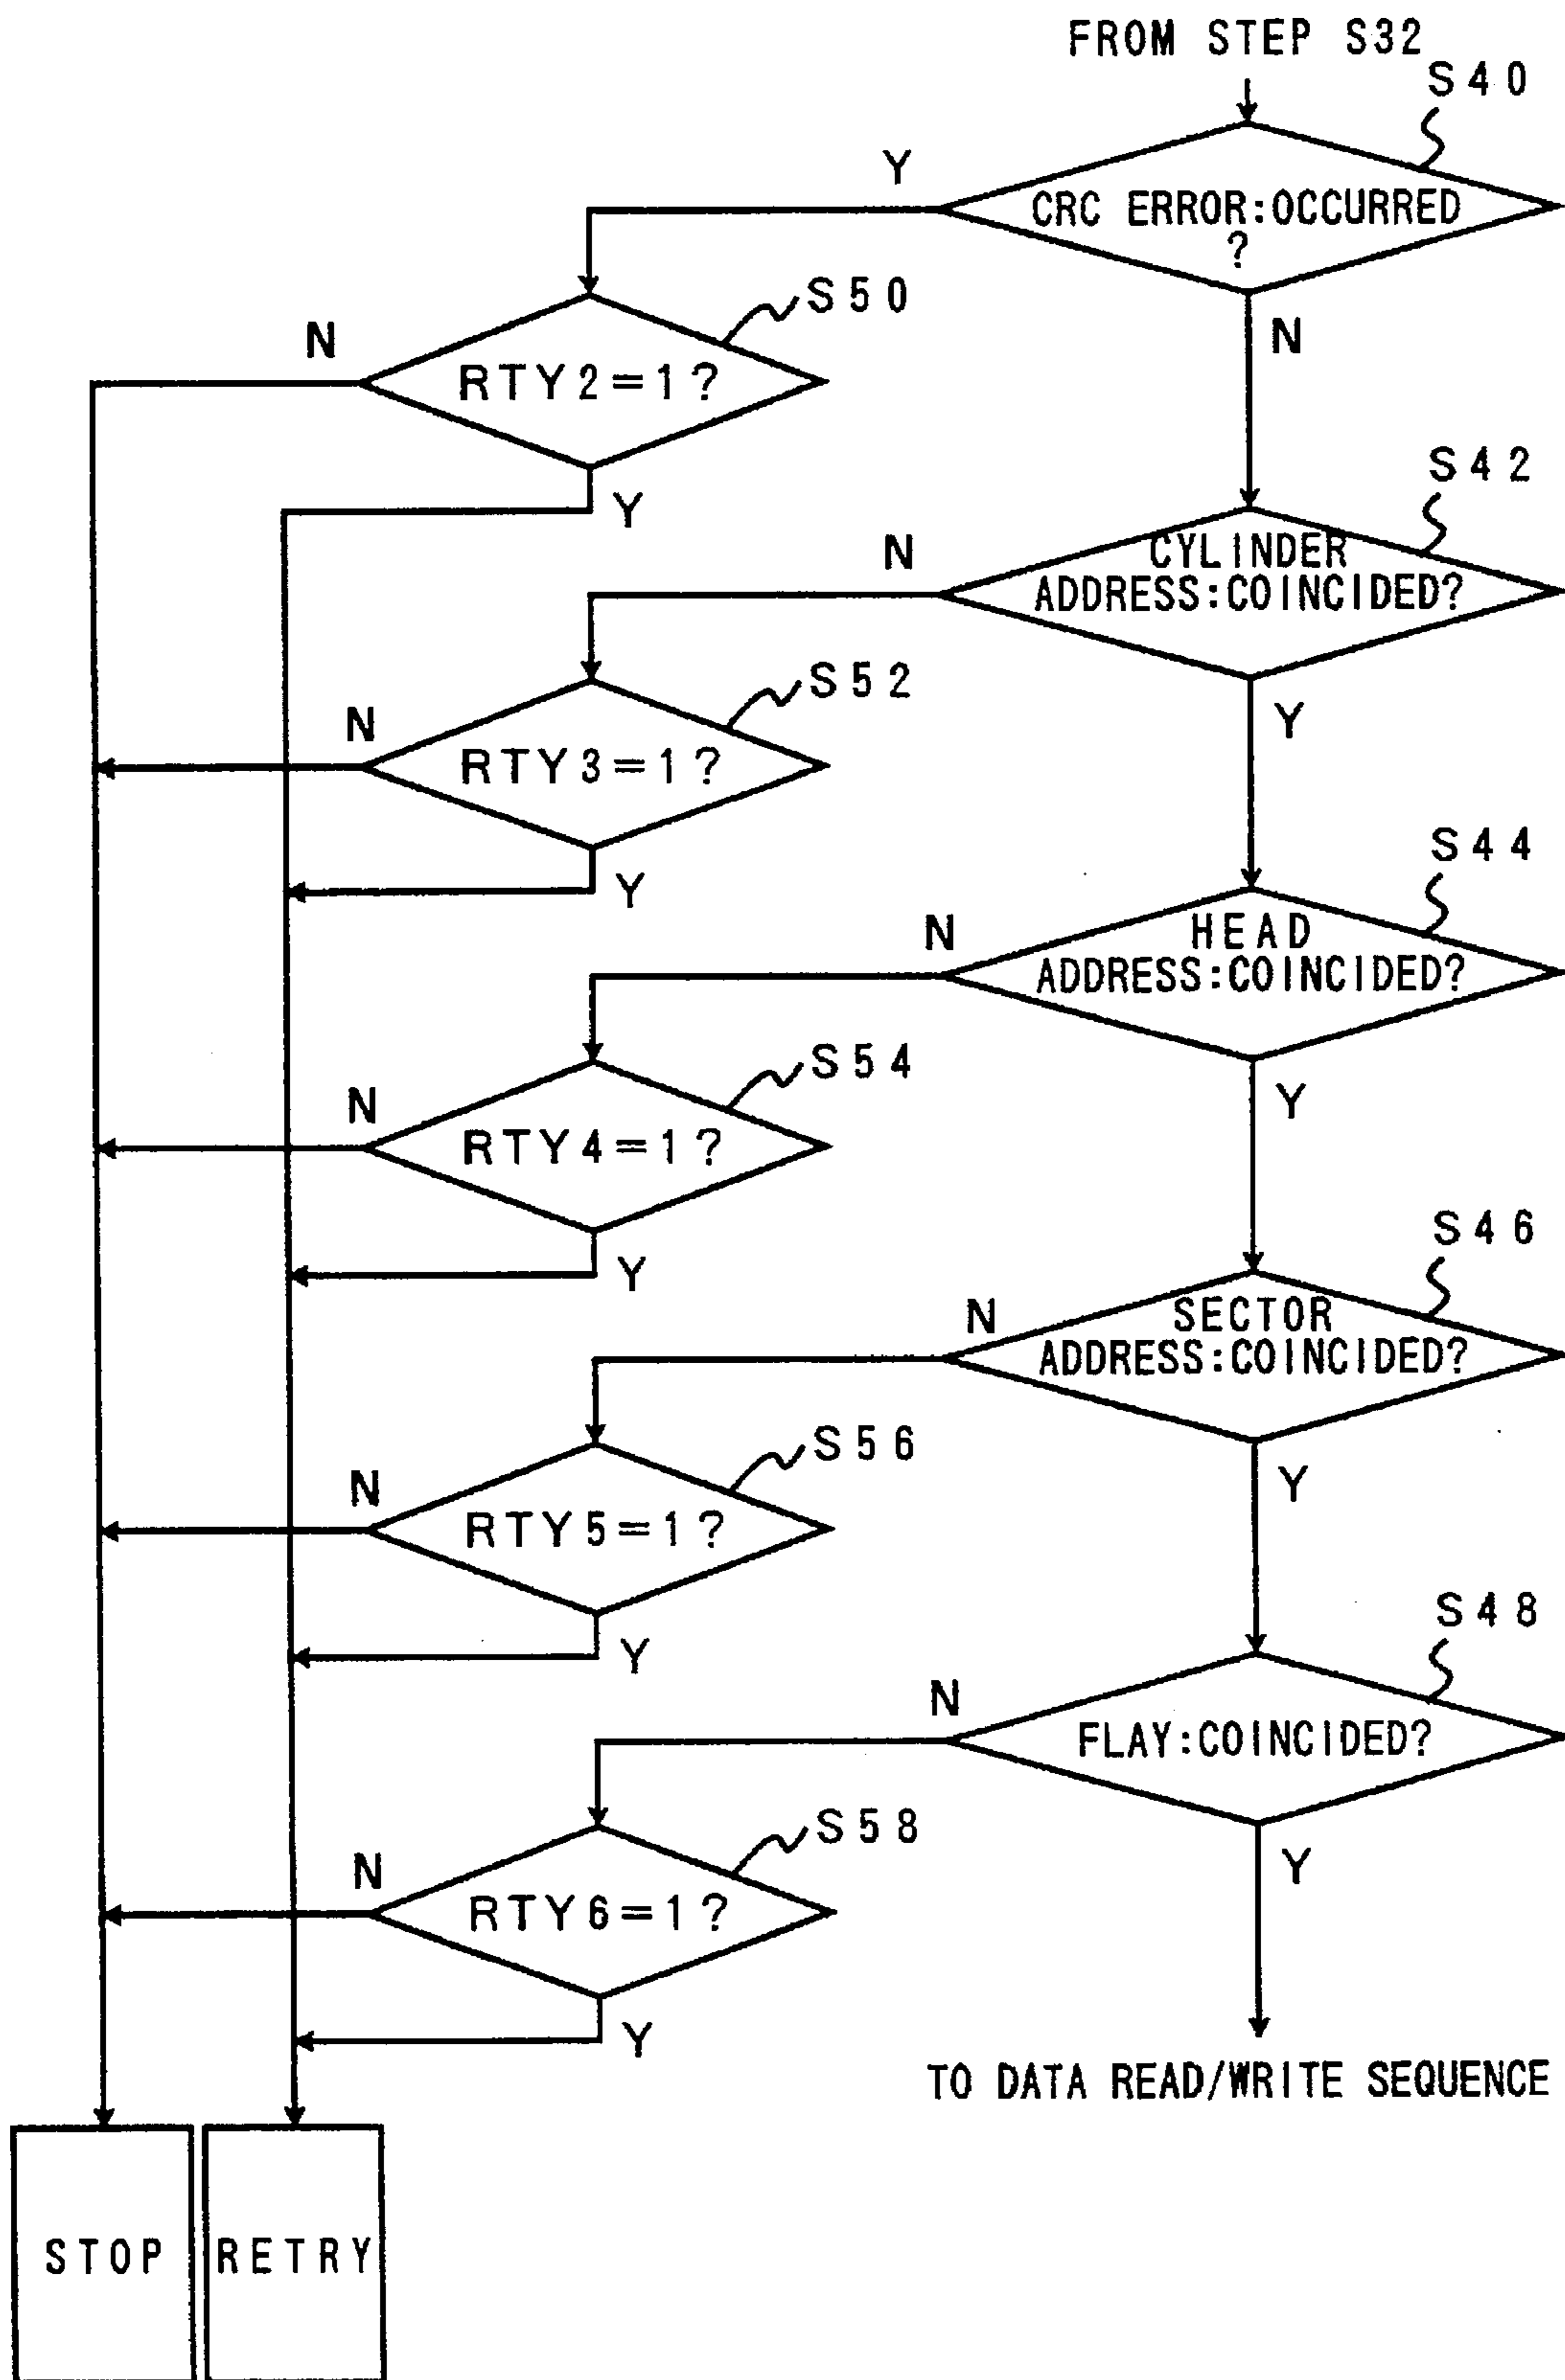 FROM STEP S32
S40
Y
CRC ERROR:OCCURRED
?
N
S50
N
RTY2=1?
Y
S42
N
CYLINDER
ADDRESS:COINCIDED?
Y
S52
N
RTY3=1?
Y
S44
N
HEAD
ADDRESS:COINCIDED?
Y
S54
N
RTY4=1?
Y
S46
N
SECTOR
ADDRESS:COINCIDED?
Y
S56
N
RTY5=1?
Y
S48
N
FLAY:COINCIDED?
Y
S58
N
RTY6=1?
Y
TO DATA READ/WRITE SEQUENCE
STOP
RETRY